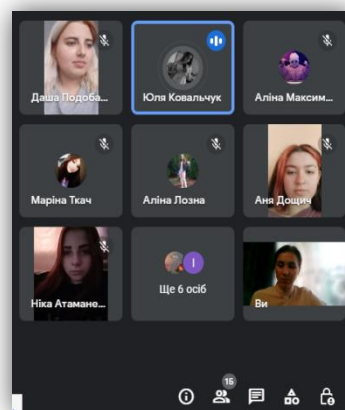 Даша Подоба...
Юля Ковальчук
Аліна Максим...
Маріна Ткач
Аліна Лозна
Аня Дощич
Ніка Атамане...
І
Ще 6 осіб
Ви
15